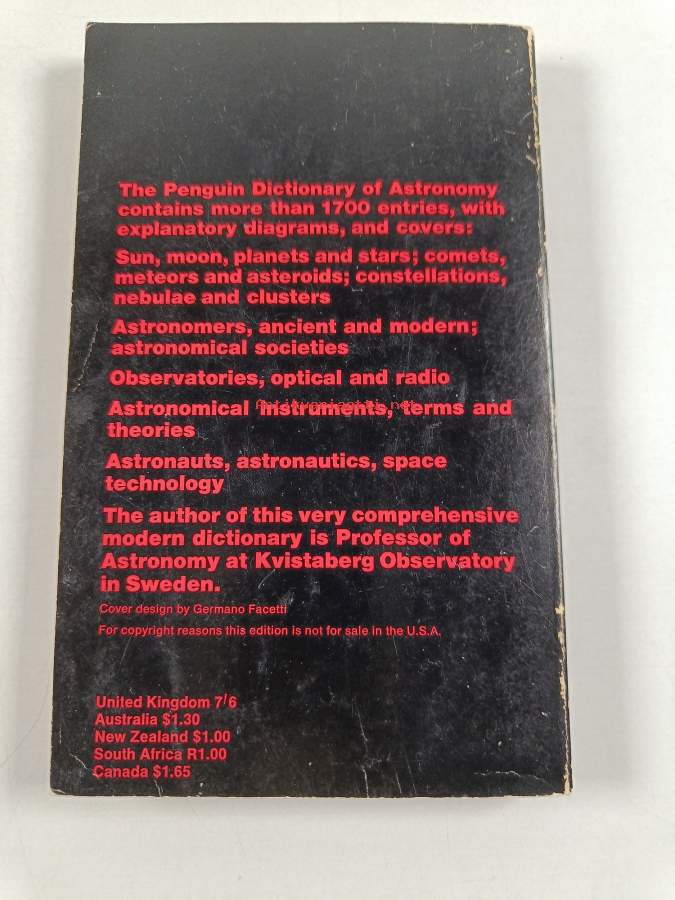 The Penguin Dictionary of Astronomy
contains more than 1700 entries, with
explanatory diagrams, and covers:
Sun, moon, planets and stars; comets,
meteors and asteroids; constellations,
nebulae and clusters
Astronomers, ancient and modern;
astronomical societies
Observatories, optical and radio
Astronomical instruments, terms and
theories
Astronauts, astronautics, space
technology
The author of this very comprehensive
modern dictionary is Professor of
Astronomy at Kvistaberg Observatory
in Sweden.
Cover design by Germano Facetti
For copyright reasons this edition is not for sale in the U.S.A.
United Kingdom 7/6
Australia $1.30
New Zealand $1.00
South Africa R1.00
Canada $1.65